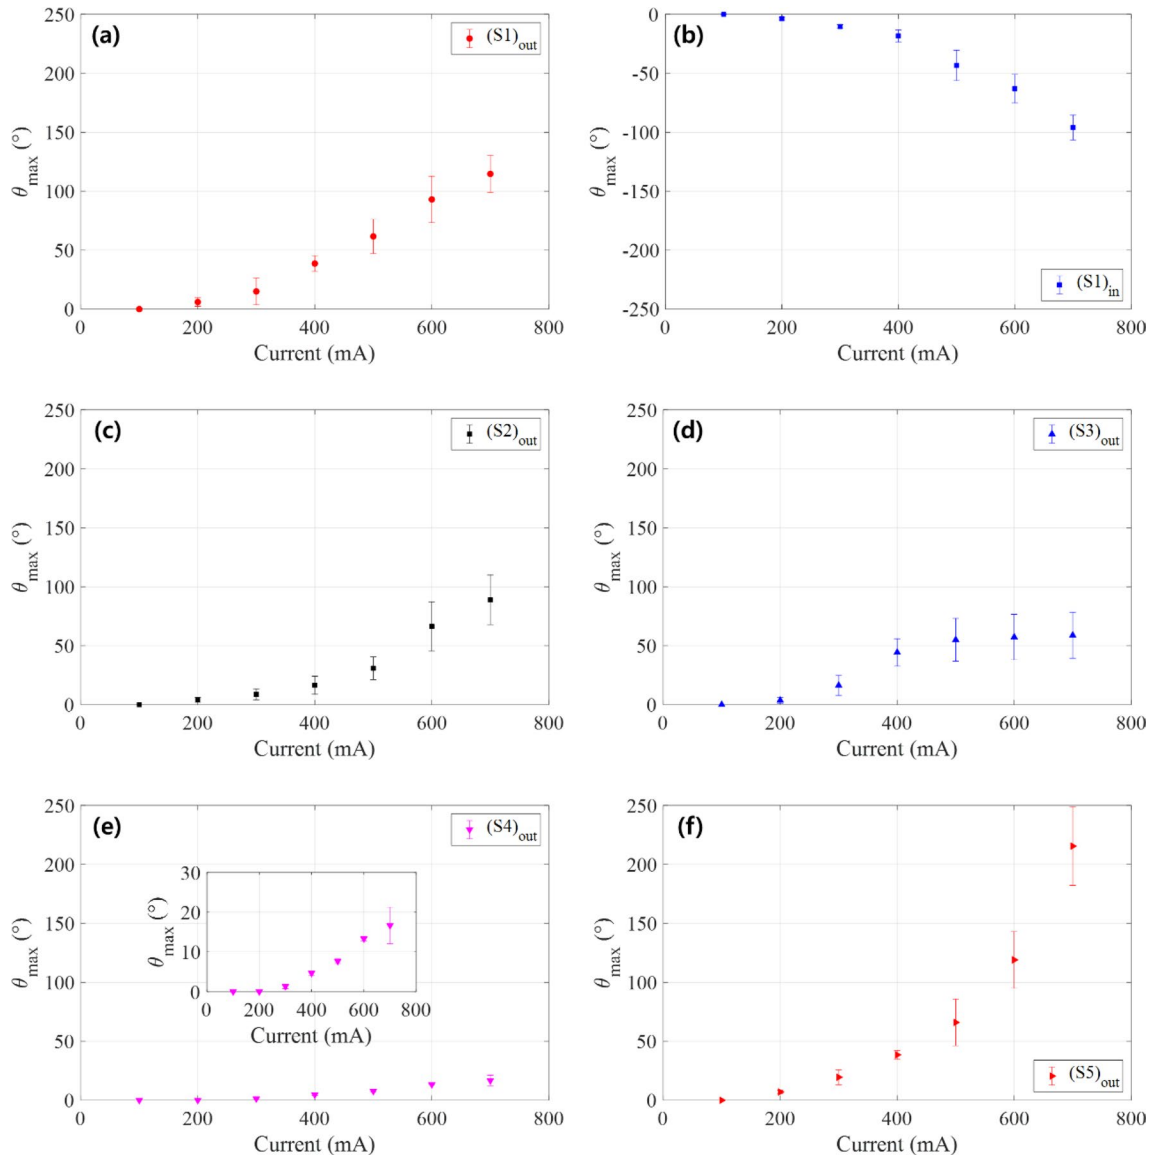 (a)
(S1)out
250
200
150
100
50
0
θmax (°)
0 200 400 600 800
Current (mA)
(b)
0
-50
-100
-150
-200
-250
θmax (°)
(S1)in
0 200 400 600 800
Current (mA)
(c)
(S2)out
250
200
150
100
50
0
θmax (°)
0 200 400 600 800
Current (mA)
(d)
(S3)out
250
200
150
100
50
0
θmax (°)
0 200 400 600 800
Current (mA)
(e)
(S4)out
250
200
150
100
50
0
θmax (°)
30
20
10
0
θmax (°)
0 200 400 600 800
Current (mA)
0 200 400 600 800
Current (mA)
(f)
250
200
150
100
50
0
θmax (°)
(S5)out
0 200 400 600 800
Current (mA)